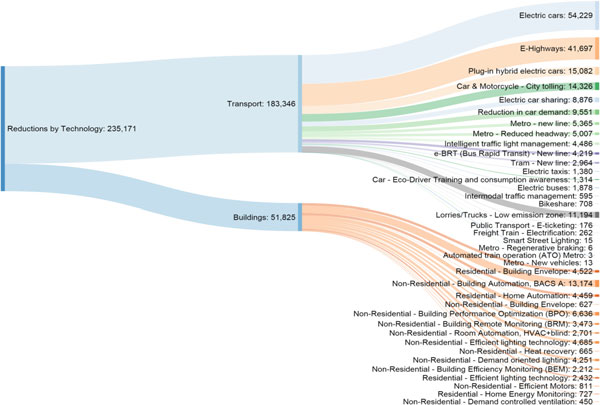 Reductions by Technology: 235,171
Transport: 183,346
Buildings: 51,825
Electric cars: 54,229
E-Highways: 41,697
Plug-in hybrid electric cars: 15,082
Car & Motorcycle - City tolling: 14,326
Electric car sharing: 8,876
Reduction in car demand: 9,551
Metro - new line: 5,365
Metro - Reduced headway: 5,007
Intelligent traffic light management: 4,486
e-BRT (Bus Rapid Transit) - New line: 4,219
Tram - New line: 2,964
Electric taxis: 1,380
Car - Eco-Driver Training and consumption awareness: 1,314
Electric buses: 1,878
Intermodal traffic management: 595
Bikeshare: 708
Lorries/Trucks - Low emission zone: 11,194
Public Transport - E-ticketing: 176
Freight Train - Electrification: 262
Smart Street Lighting: 15
Metro - Regenerative braking: 6
Automated train operation (ATO) Metro: 3
Metro - New vehicles: 13
Residential - Building Envelope: 4,522
Non-Residential - Building Automation, BACS A: 13,174
Residential - Home Automation: 4,459
Non-Residential - Building Envelope: 627
Non-Residential - Building Performance Optimization (BPO): 6,636
Non-Residential - Building Remote Monitoring (BRM): 3,473
Non-Residential - Room Automation, HVAC+blind: 2,701
Non-Residential - Efficient lighting technology: 4,685
Non-Residential - Heat recovery: 665
Non-Residential - Demand oriented lighting: 4,251
Non-Residential - Building Efficiency Monitoring (BEM): 2,212
Residential - Efficient lighting technology: 2,432
Non-Residential - Efficient Motors: 811
Residential - Home Energy Monitoring: 727
Non-Residential - Demand controlled ventilation: 450